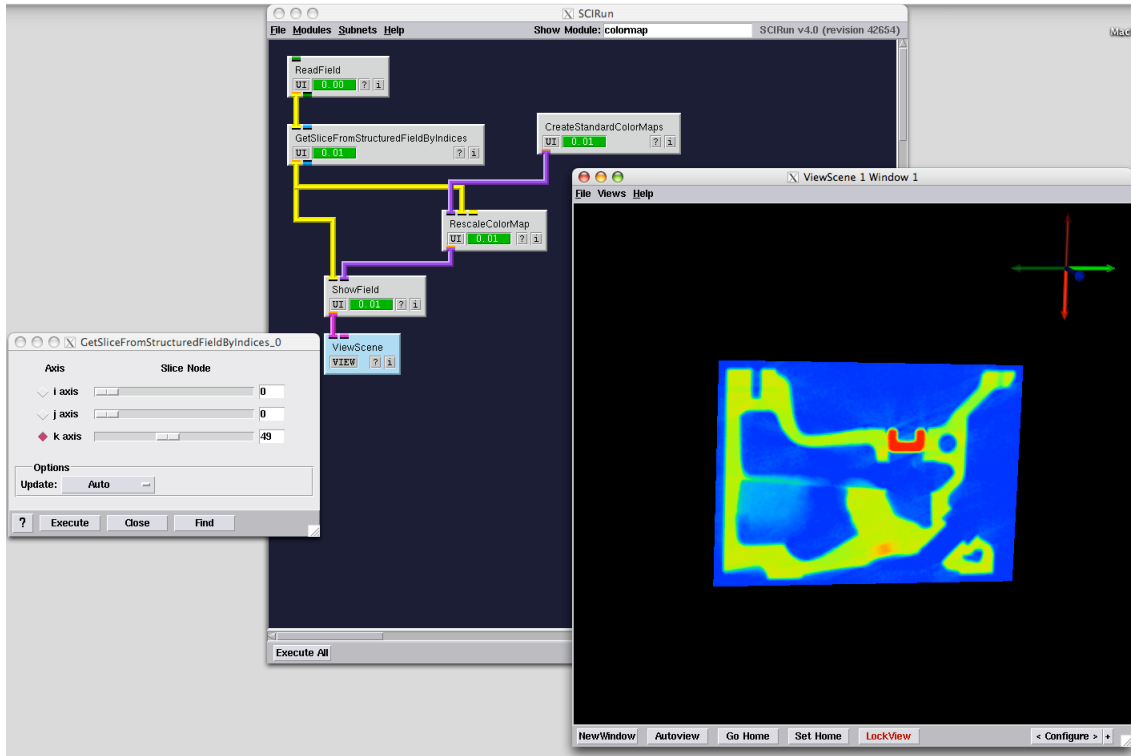 SCIRun
File Modules Subnets Help Show Module: colormap SCIRun v4.0 (revision 42654)
Mac
ReadField
UI 0.00 ? i
GetSliceFromStructuredFieldByIndices
UI 0.01 ? i
CreateStandardColorMaps
UI 0.01 ? i
RescaleColorMap
UI 0.01 ? i
ShowField
UI 0.01 ? i
ViewScene
VIEW ? i
Execute All
GetSliceFromStructuredFieldByIndices_0
Axis Slice Node
i axis 0
j axis 0
k axis 49
Options
Update: Auto
? Execute Close Find
ViewScene 1 Window 1
File Views Help
NewWindow Autoview Go Home Set Home LockView < Configure > +